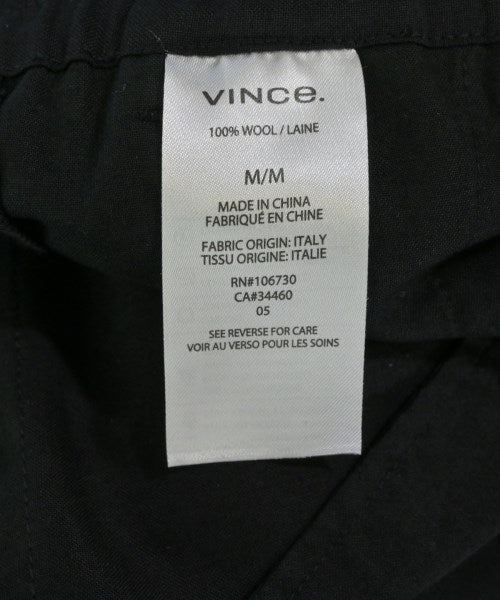 VINCe.
100% WOOL / LAINE
M/M
MADE IN CHINA
FABRIQUÉ EN CHINE
FABRIC ORIGIN: ITALY
TISSU ORIGINE: ITALIE
RN#106730
CA#34460
05
SEE REVERSE FOR CARE
VOIR AU VERSO POUR LES SOINS